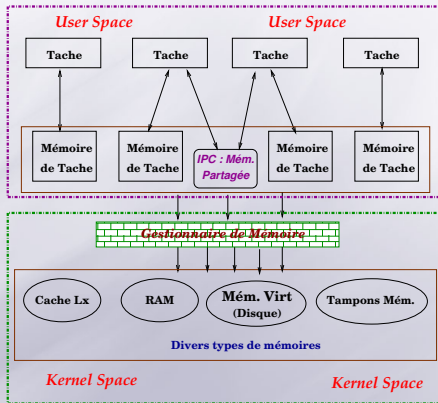 User Space User Space
Tache Tache Tache Tache
Mémoire Mémoire IPC : Mém. Mémoire Mémoire
de Tache de Tache Partagée de Tache de Tache
Gestionnaire de Mémoire
Cache Lx RAM Mém. Virt Tampons Mém.
(Disque)
Divers types de mémoires
Kernel Space Kernel Space